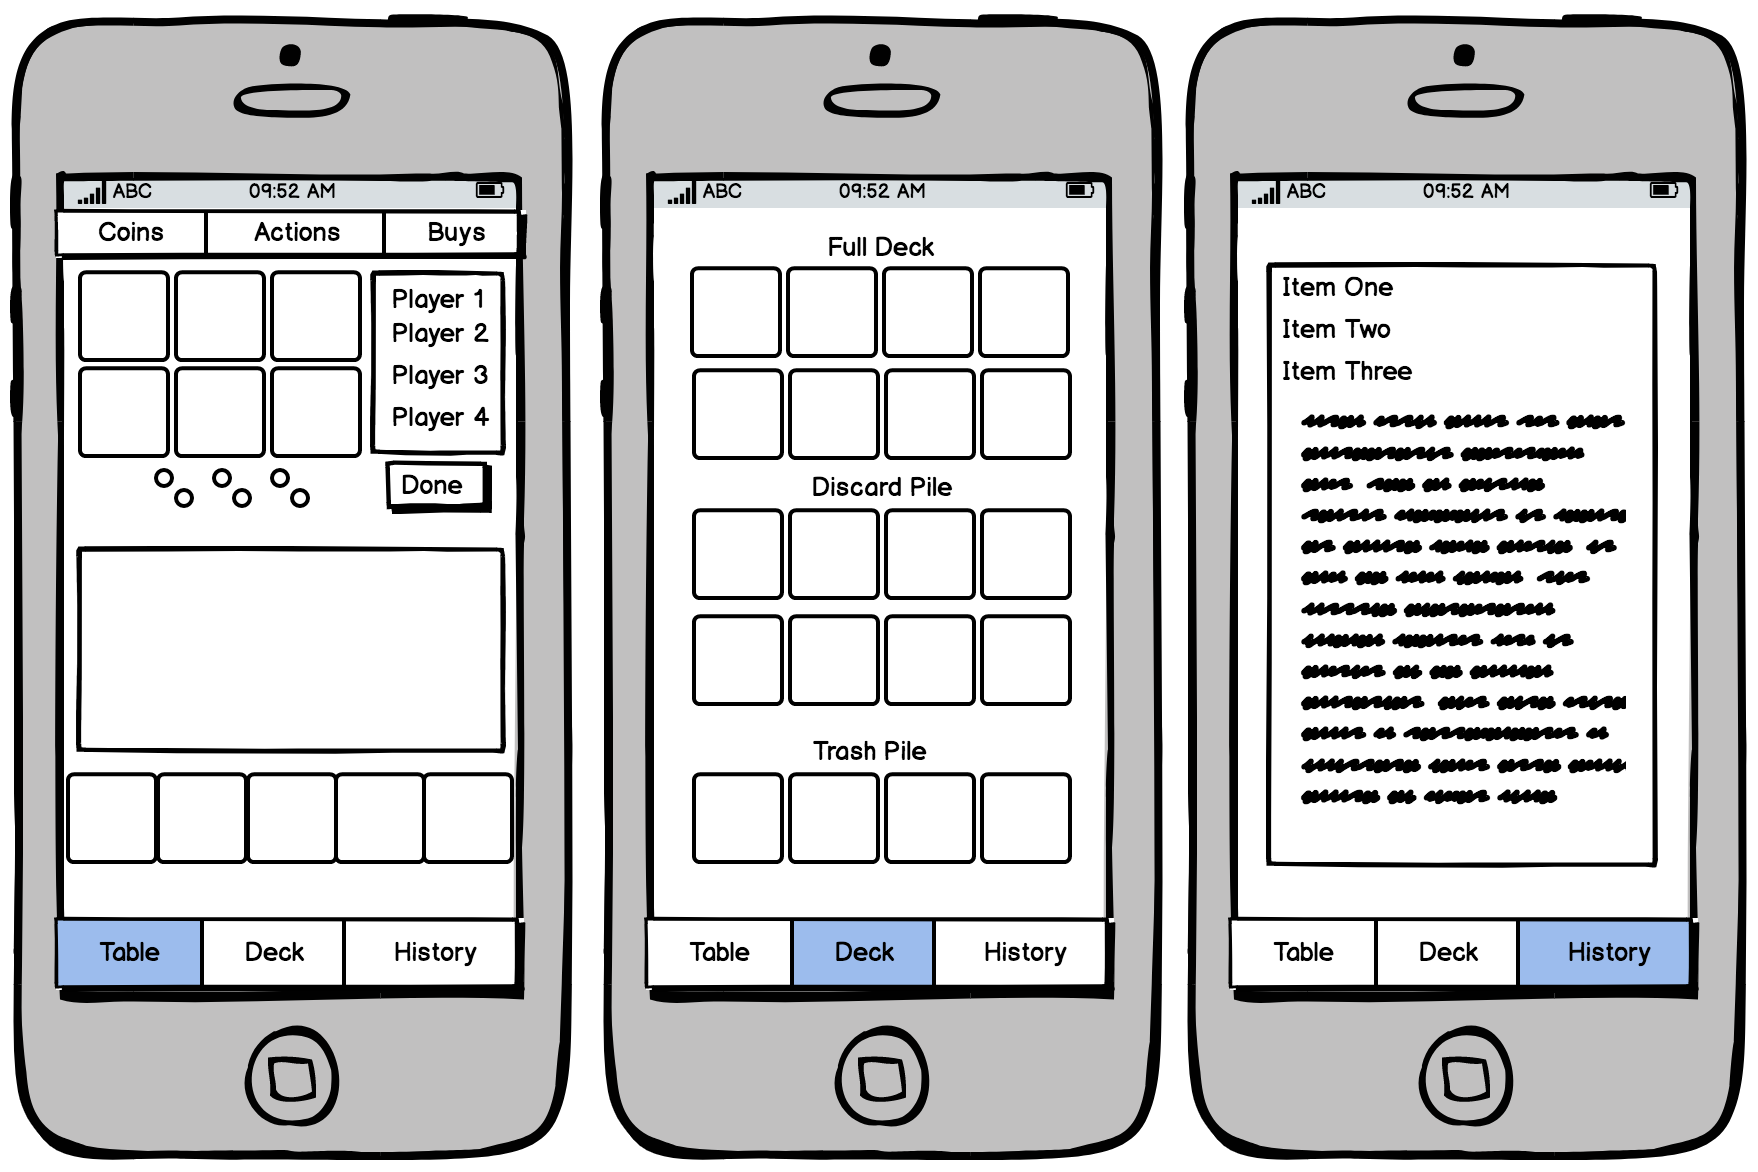 ABC 09:52 AM
Coins Actions Buys
Player 1
Player 2
Player 3
Player 4
Done
Table Deck History
ABC 09:52 AM
Full Deck
Discard Pile
Trash Pile
Table Deck History
ABC 09:52 AM
Item One
Item Two
Item Three
Table Deck History